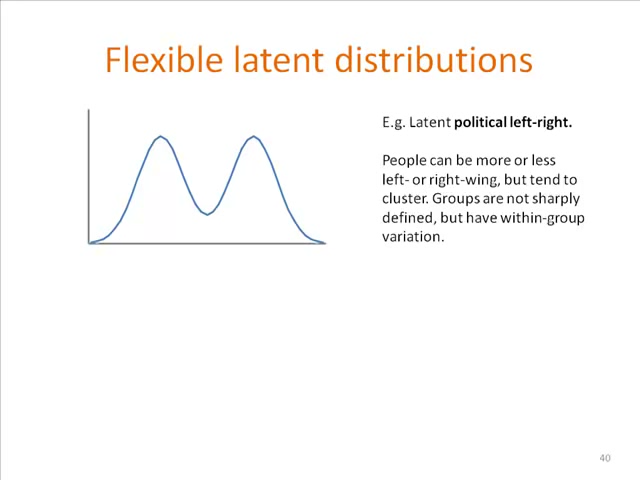 Flexible latent distributions
E.g. Latent political left-right.
People can be more or less
left- or right-wing, but tend to
cluster. Groups are not sharply
defined, but have within-group
variation.
40